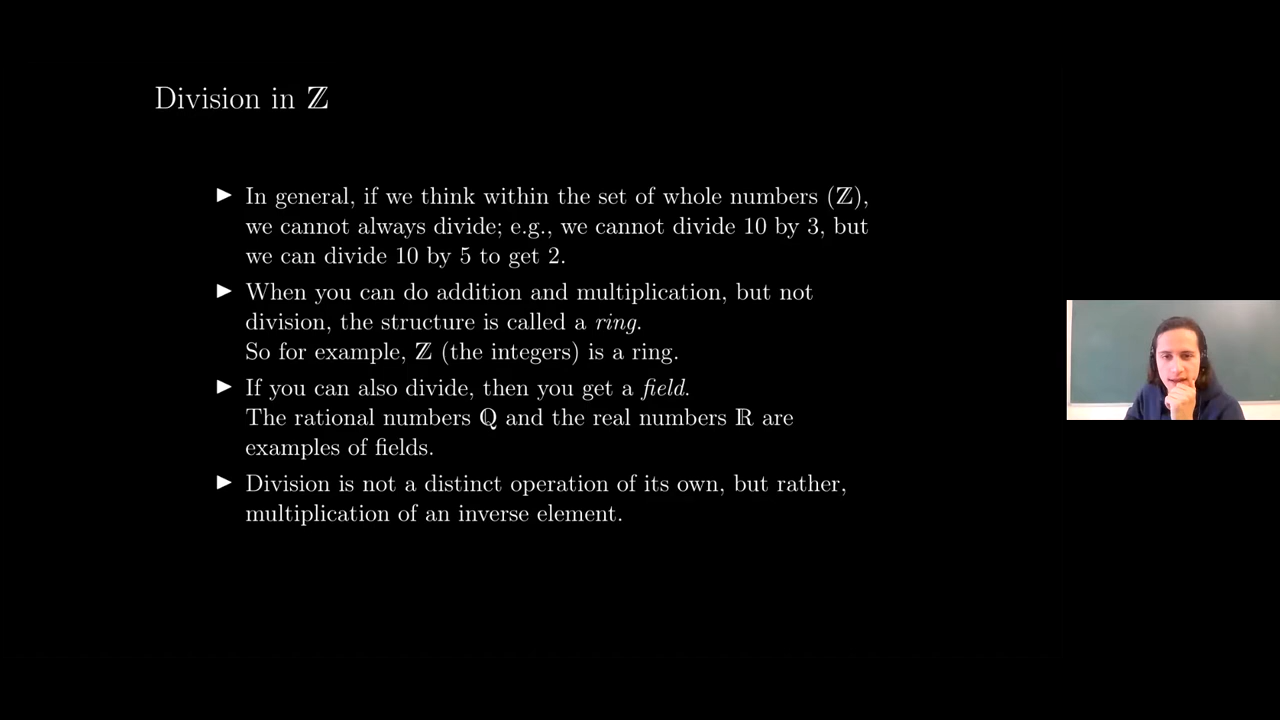 Division in ℤ
▶ In general, if we think within the set of whole numbers (ℤ),
we cannot always divide; e.g., we cannot divide 10 by 3, but
we can divide 10 by 5 to get 2.
▶ When you can do addition and multiplication, but not
division, the structure is called a ring.
So for example, ℤ (the integers) is a ring.
▶ If you can also divide, then you get a field.
The rational numbers ℚ and the real numbers ℝ are
examples of fields.
▶ Division is not a distinct operation of its own, but rather,
multiplication of an inverse element.